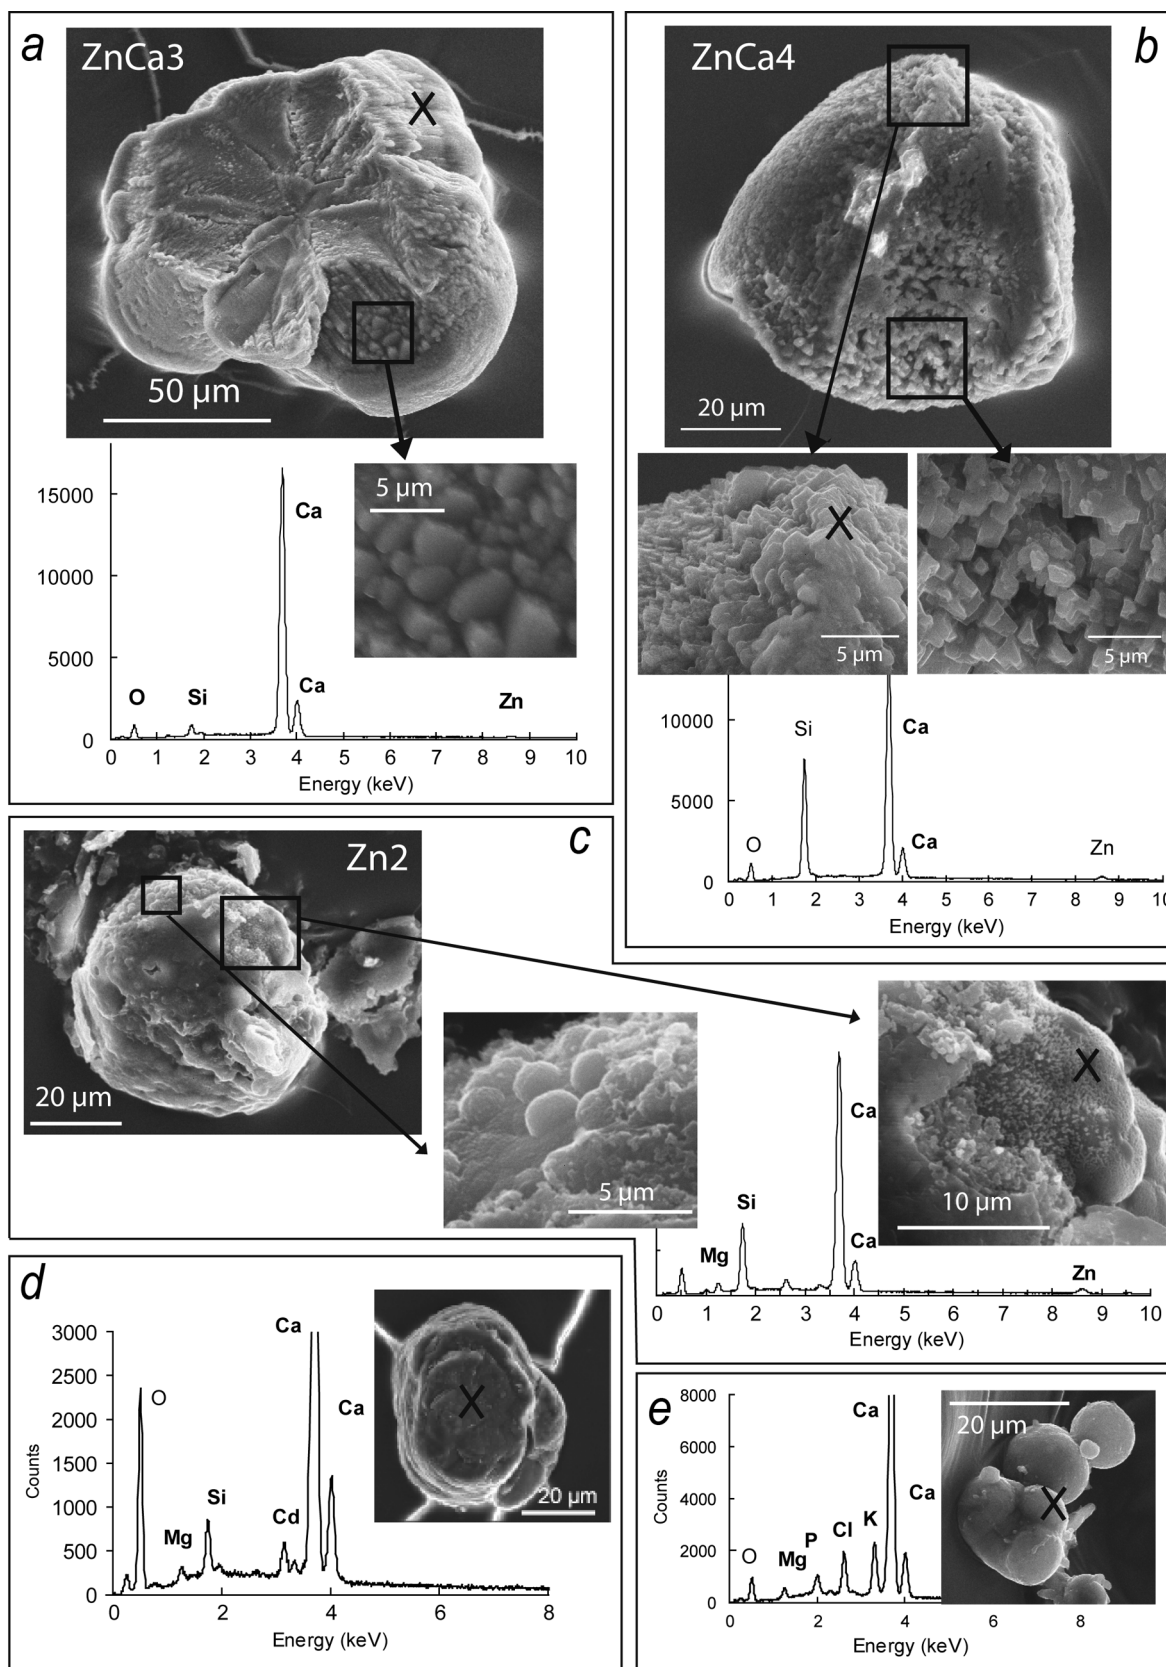 a
ZnCa3
X
50 µm
5 µm
15000
10000
5000
0
Ca
O
Si
Ca
Zn
0 1 2 3 4 5 6 7 8 9 10
Energy (keV)
b
ZnCa4
20 µm
X
5 µm
5 µm
10000
5000
0
Si
Ca
O
Ca
Zn
0 1 2 3 4 5 6 7 8 9 10
Energy (keV)
c
Zn2
20 µm
5 µm
X
10 µm
Ca
Si
Mg
Ca
Zn
0 1 2 3 4 5 6 7 8 9 10
Energy (keV)
d
3000
2500
2000
1500
1000
500
0
Counts
Ca
O
Ca
Si
Mg
Cd
X
20 µm
0 2 4 6 8
Energy (keV)
e
8000
6000
4000
2000
0
Counts
Ca
Ca
O
Mg
P
Cl
K
20 µm
X
0 2 4 6 8
Energy (keV)